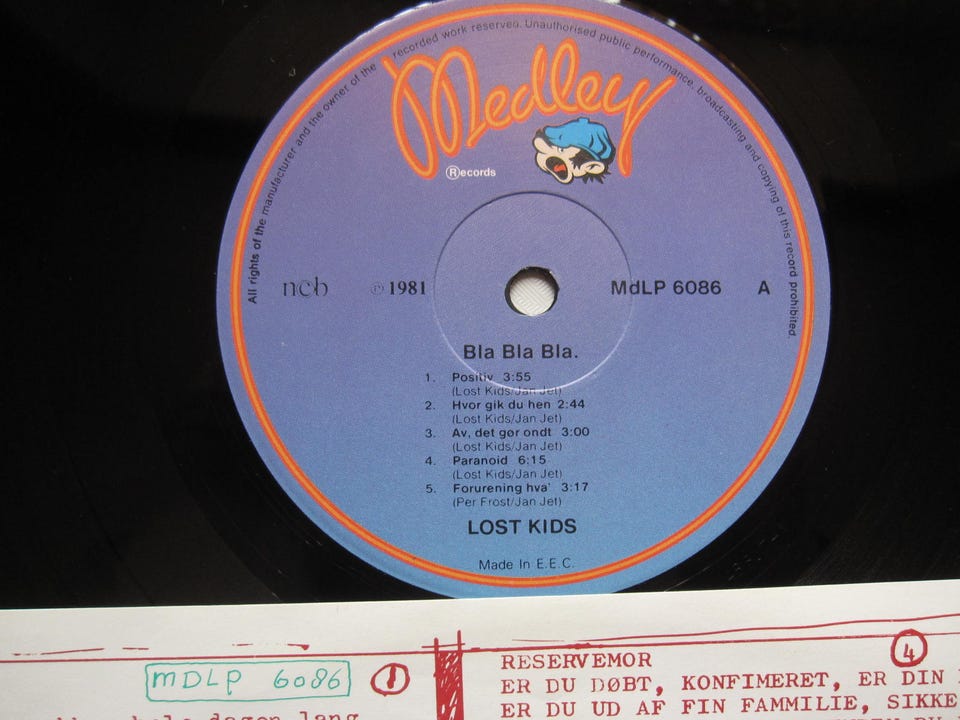 All rights of the manufacturer and the owner of the recorded work reserved. Unauthorised public performance, broadcasting and copying of this record prohibited.
Medley
®ecords
ncb ℗ 1981 MdLP 6086 A
Bla Bla Bla.
1. Positiv 3:55
(Lost Kids/Jan Jet)
2. Hvor gik du hen 2:44
(Lost Kids/Jan Jet)
3. Av, det gør ondt 3:00
(Lost Kids/Jan Jet)
4. Paranoid 6:15
(Lost Kids/Jan Jet)
5. Forurening hva' 3:17
(Per Frost/Jan Jet)
LOST KIDS
Made In E.E.C.
MDLP 6086 1
dagen lang
RESERVEMOR 4
ER DU DØBT, KONFIMERET, ER DIN
ER DU UD AF FIN FAMMILIE, SIKKE